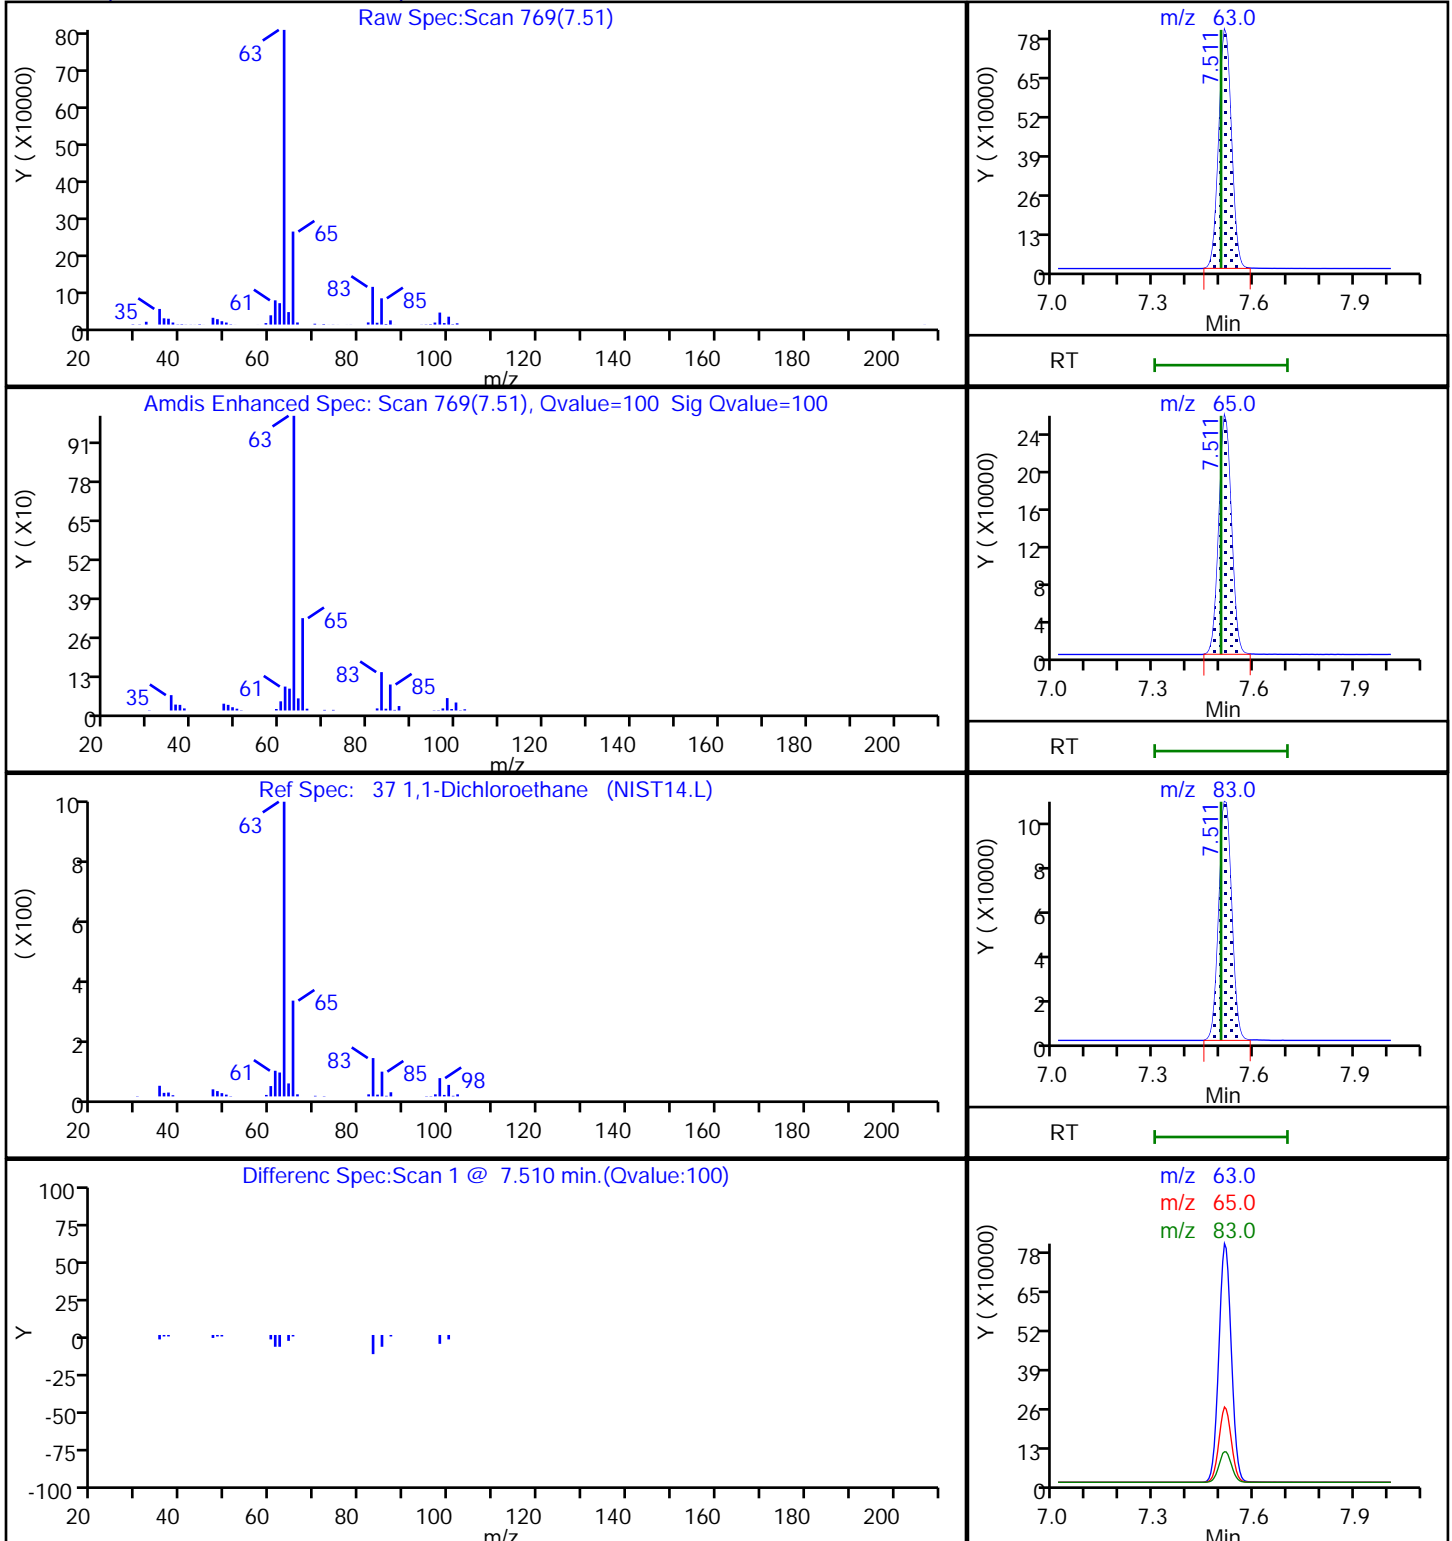 Raw Spec:Scan 769(7.51)
Y ( X10000)
80
70
60
50
40
30
20
10
0
63
65
35
61
83
85
20 40 60 80 100 120 140 160 180 200
m/z
m/z 63.0
Y ( X10000)
78
65
52
39
26
13
0
7.511
7.0 7.3 7.6 7.9
Min
RT
Amdis Enhanced Spec: Scan 769(7.51), Qvalue=100 Sig Qvalue=100
Y ( X10)
91
78
65
52
39
26
13
0
63
65
35
61
83
85
20 40 60 80 100 120 140 160 180 200
m/z
m/z 65.0
Y ( X10000)
24
20
16
12
8
4
0
7.511
7.0 7.3 7.6 7.9
Min
RT
Ref Spec: 37 1,1-Dichloroethane (NIST14.L)
( X100)
10
8
6
4
2
0
63
65
61
83
85
98
20 40 60 80 100 120 140 160 180 200
m/z 83.0
Y ( X10000)
10
8
6
4
2
0
7.511
7.0 7.3 7.6 7.9
Min
RT
Differenc Spec:Scan 1 @ 7.510 min.(Qvalue:100)
Y
100
75
50
25
0
-25
-50
-75
-100
20 40 60 80 100 120 140 160 180 200
m/z
m/z 63.0
m/z 65.0
m/z 83.0
Y ( X10000)
78
65
52
39
26
13
0
7.0 7.3 7.6 7.9
Min